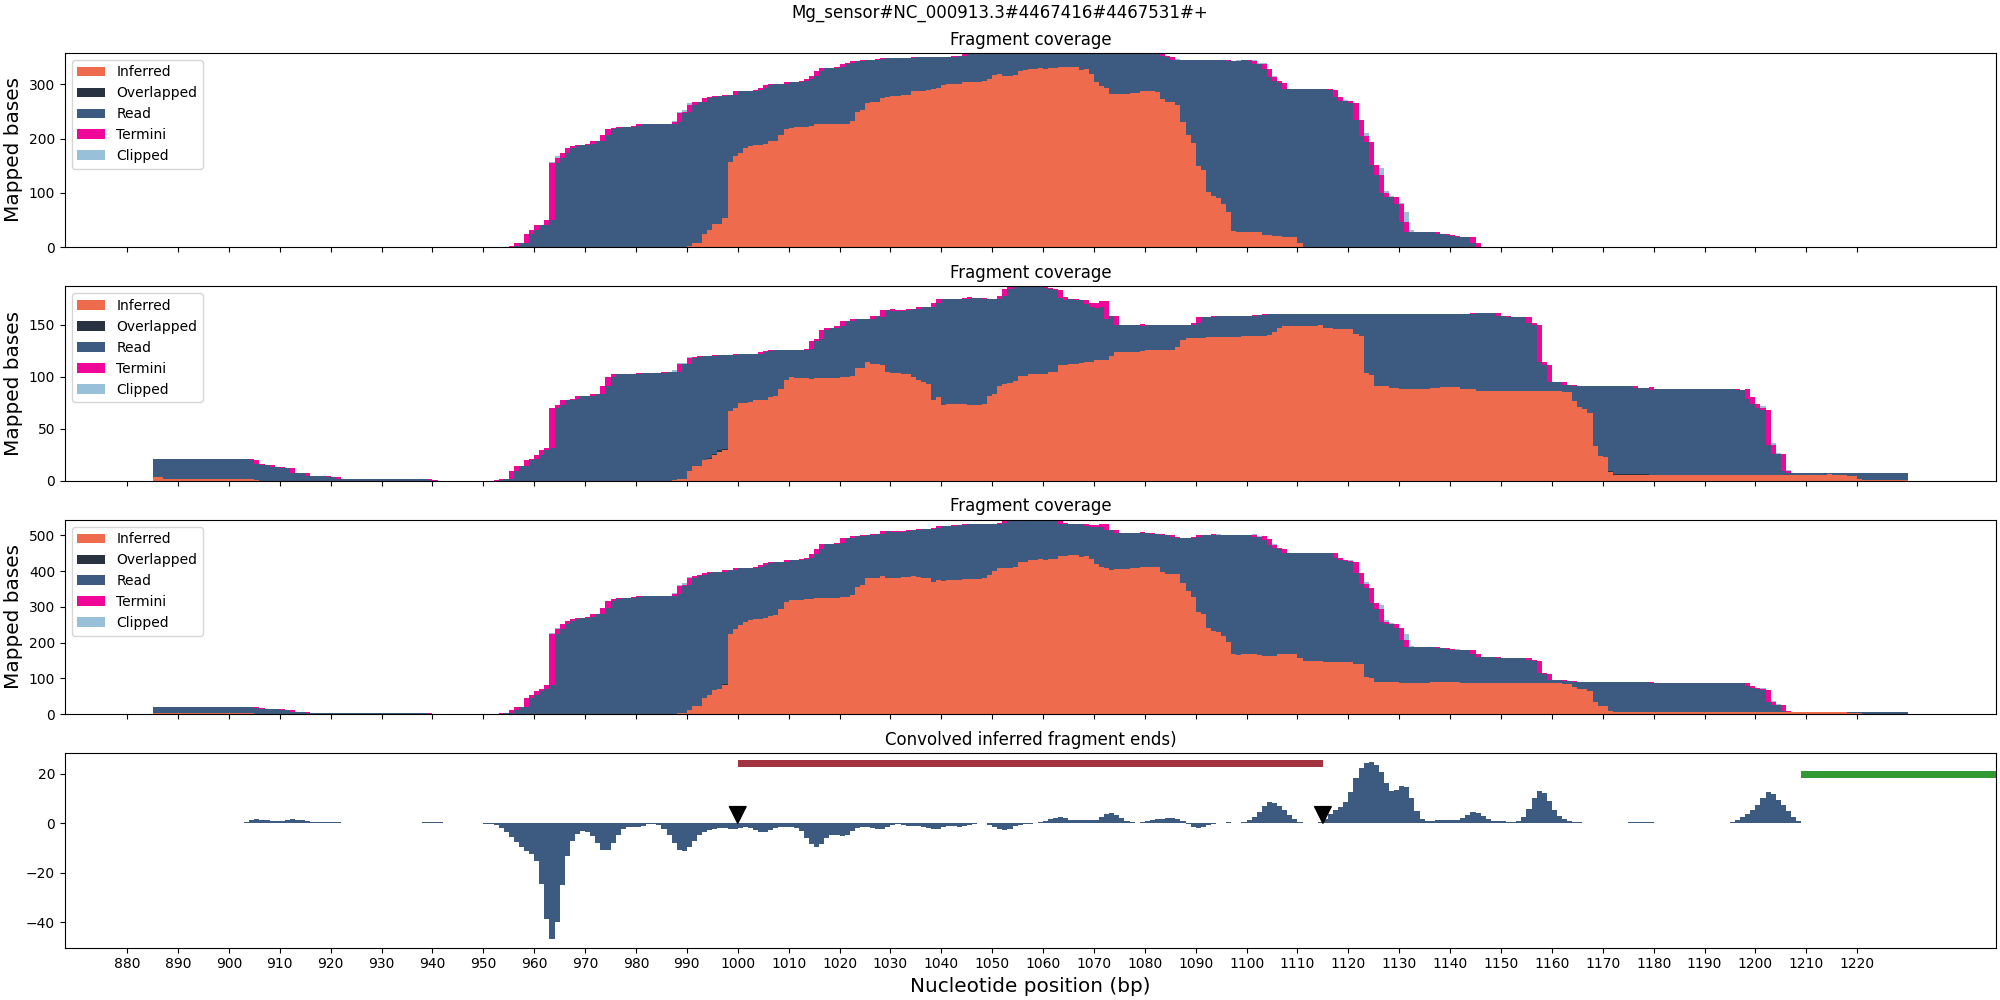 Mg_sensor#NC_000913.3#4467416#4467531#+
Fragment coverage
Mapped bases
300
200
100
0
Inferred
Overlapped
Read
Termini
Clipped
Fragment coverage
Mapped bases
150
100
50
0
Inferred
Overlapped
Read
Termini
Clipped
Fragment coverage
Mapped bases
500
400
300
200
100
0
Inferred
Overlapped
Read
Termini
Clipped
Convolved inferred fragment ends)
20
0
−20
−40
880 890 900 910 920 930 940 950 960 970 980 990 1000 1010 1020 1030 1040 1050 1060 1070 1080 1090 1100 1110 1120 1130 1140 1150 1160 1170 1180 1190 1200 1210 1220
Nucleotide position (bp)